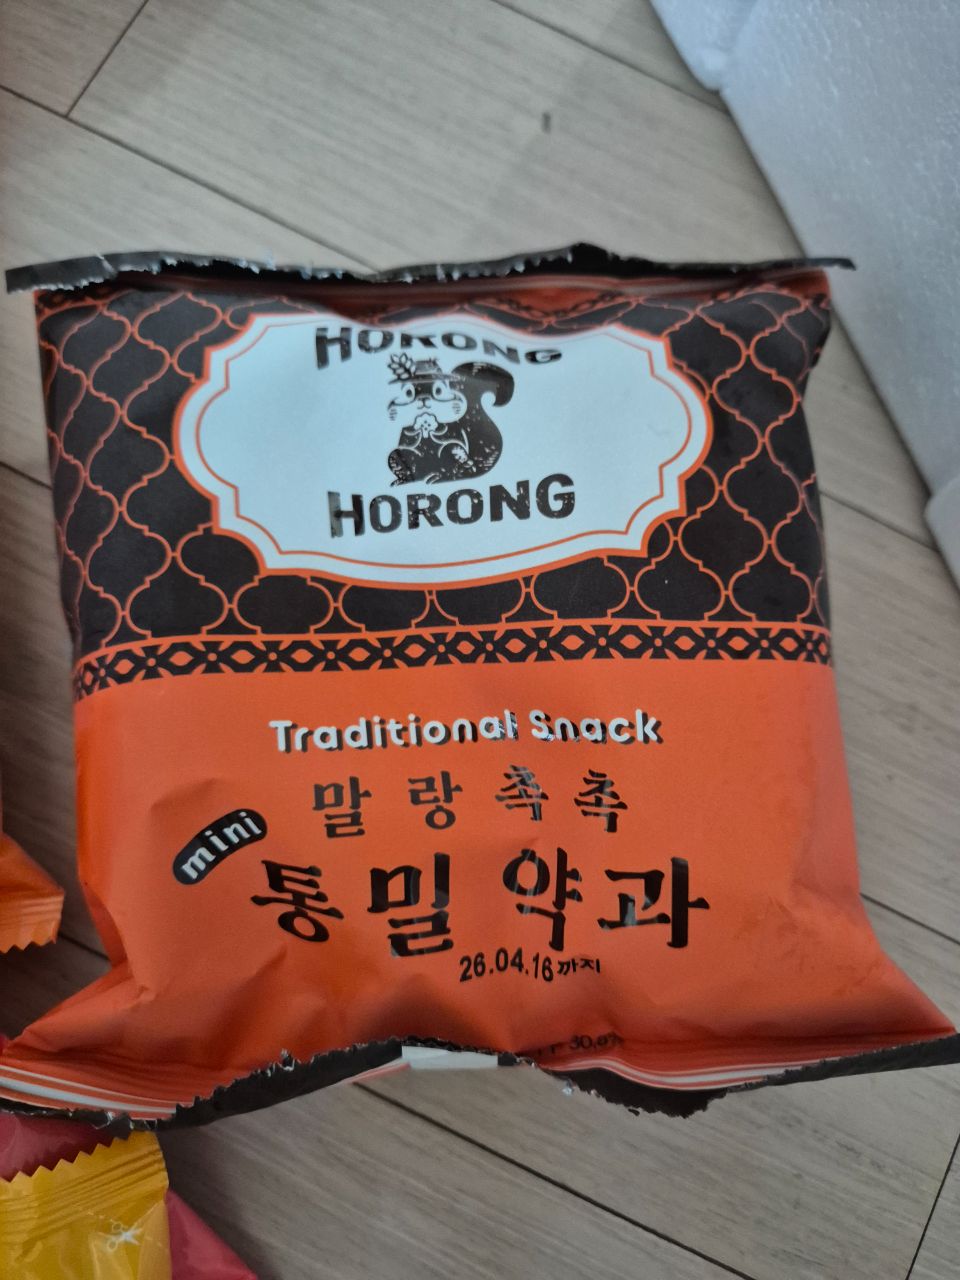 HORONG
HORONG
Traditional Snack
말랑촉촉
mini
통밀약과
26.04.16까지